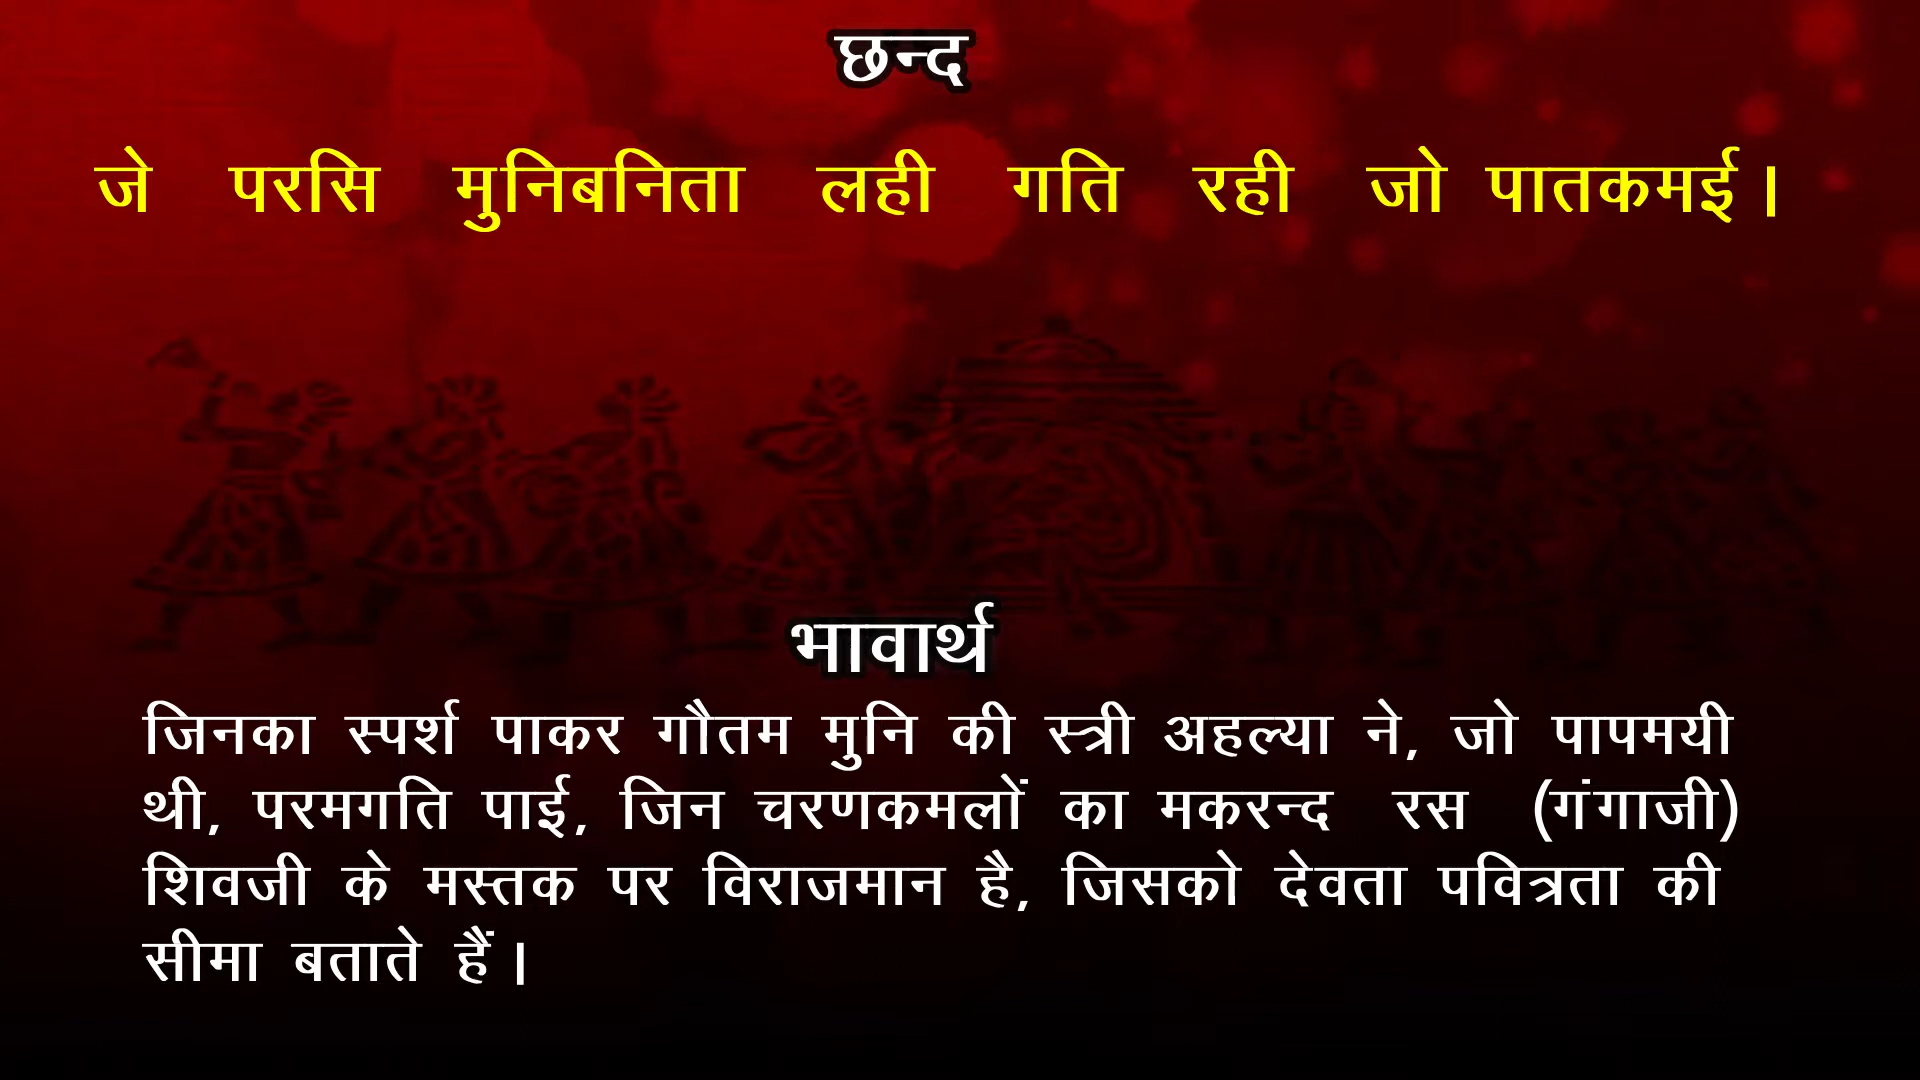 छन्द
जे परसि मुनिबनिता लही गति रही जो पातकमई।
भावार्थ
जिनका स्पर्श पाकर गौतम मुनि की स्त्री अहल्या ने, जो पापमयी
थी, परमगति पाई, जिन चरणकमलों का मकरन्द रस (गंगाजी)
शिवजी के मस्तक पर विराजमान है, जिसको देवता पवित्रता की
सीमा बताते हैं।